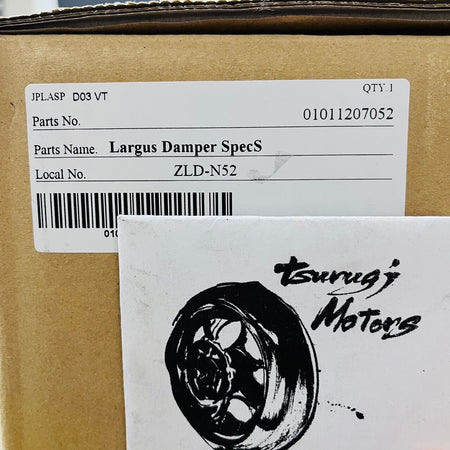 JPLASP D03 VT QTY.1
Parts No. 01011207052
Parts Name. Largus Damper SpecS
Local No. ZLD-N52
Tsurugi
Motors